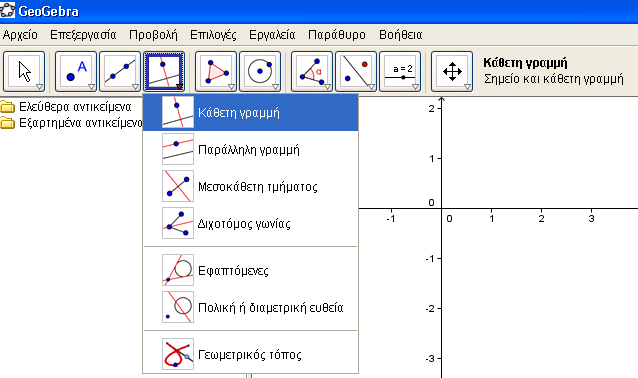 GeoGebra
Αρχείο Επεξεργασία Προβολή Επιλογές Εργαλεία Παράθυρο Βοήθεια
A α a = 2 Κάθετη γραμμή
Σημείο και κάθετη γραμμή
Ελεύθερα αντικείμενα
Εξαρτημένα αντικείμενα
Κάθετη γραμμή
Παράλληλη γραμμή
Μεσοκάθετη τμήματος
Διχοτόμος γωνίας
Εφαπτόμενες
Πολική ή διαμετρική ευθεία
Γεωμετρικός τόπος
2
1
0
-1 0 1 2 3
-1
-2
-3